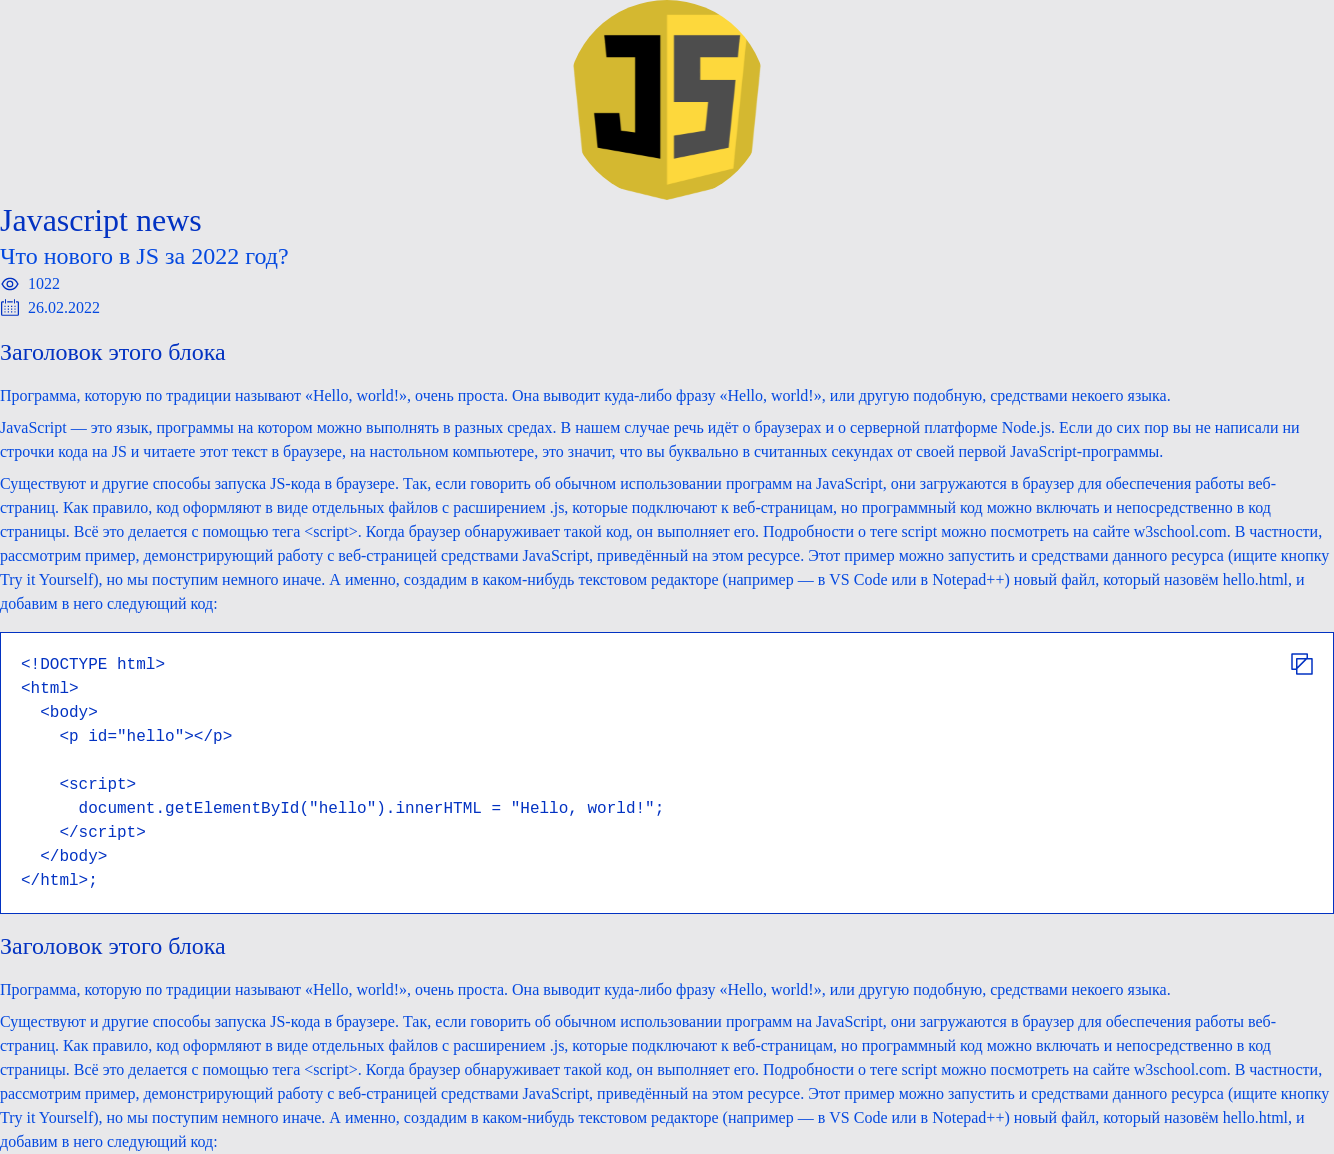 JS
Javascript news
Что нового в JS за 2022 год?
1022
26.02.2022
Заголовок этого блока
Программа, которую по традиции называют «Hello, world!», очень проста. Она выводит куда-либо фразу «Hello, world!», или другую подобную, средствами некоего языка.
JavaScript — это язык, программы на котором можно выполнять в разных средах. В нашем случае речь идёт о браузерах и о серверной платформе Node.js. Если до сих пор вы не написали ни
строчки кода на JS и читаете этот текст в браузере, на настольном компьютере, это значит, что вы буквально в считанных секундах от своей первой JavaScript-программы.
Существуют и другие способы запуска JS-кода в браузере. Так, если говорить об обычном использовании программ на JavaScript, они загружаются в браузер для обеспечения работы веб-
страниц. Как правило, код оформляют в виде отдельных файлов с расширением .js, которые подключают к веб-страницам, но программный код можно включать и непосредственно в код
страницы. Всё это делается с помощью тега <script>. Когда браузер обнаруживает такой код, он выполняет его. Подробности о теге script можно посмотреть на сайте w3school.com. В частности,
рассмотрим пример, демонстрирующий работу с веб-страницей средствами JavaScript, приведённый на этом ресурсе. Этот пример можно запустить и средствами данного ресурса (ищите кнопку
Try it Yourself), но мы поступим немного иначе. А именно, создадим в каком-нибудь текстовом редакторе (например — в VS Code или в Notepad++) новый файл, который назовём hello.html, и
добавим в него следующий код:
<!DOCTYPE html>
<html>
  <body>
    <p id="hello"></p>
    <script>
      document.getElementById("hello").innerHTML = "Hello, world!";
    </script>
  </body>
</html>;
Заголовок этого блока
Программа, которую по традиции называют «Hello, world!», очень проста. Она выводит куда-либо фразу «Hello, world!», или другую подобную, средствами некоего языка.
Существуют и другие способы запуска JS-кода в браузере. Так, если говорить об обычном использовании программ на JavaScript, они загружаются в браузер для обеспечения работы веб-
страниц. Как правило, код оформляют в виде отдельных файлов с расширением .js, которые подключают к веб-страницам, но программный код можно включать и непосредственно в код
страницы. Всё это делается с помощью тега <script>. Когда браузер обнаруживает такой код, он выполняет его. Подробности о теге script можно посмотреть на сайте w3school.com. В частности,
рассмотрим пример, демонстрирующий работу с веб-страницей средствами JavaScript, приведённый на этом ресурсе. Этот пример можно запустить и средствами данного ресурса (ищите кнопку
Try it Yourself), но мы поступим немного иначе. А именно, создадим в каком-нибудь текстовом редакторе (например — в VS Code или в Notepad++) новый файл, который назовём hello.html, и
добавим в него следующий код: